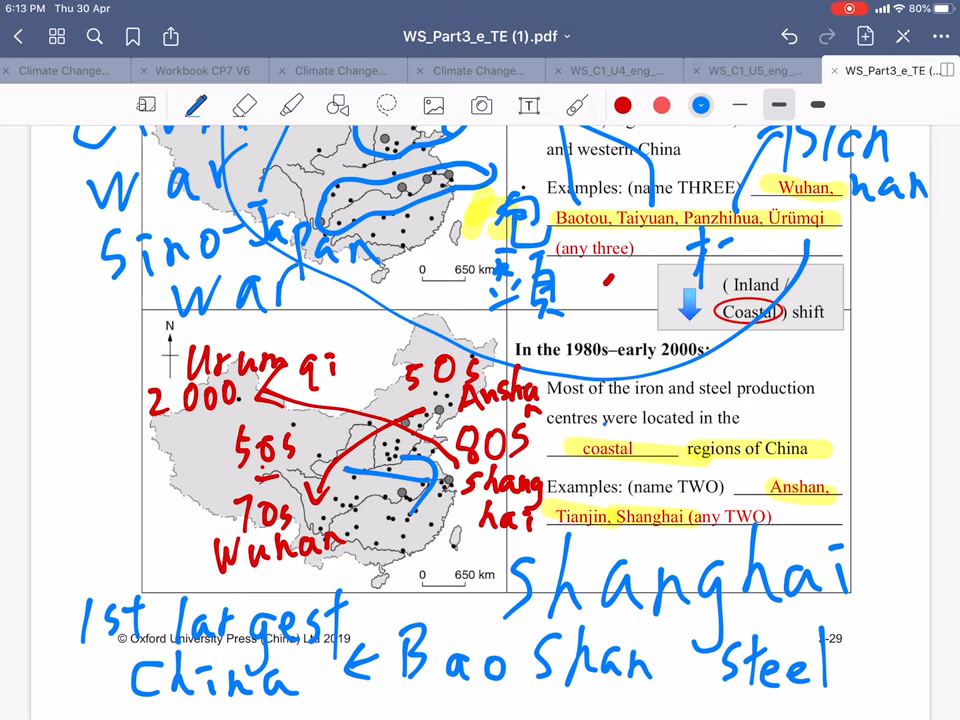 6:13 PM Thu 30 Apr
80%
WS_Part3_e_TE (1).pdf
Climate Change...
Workbook CP7 V6
Climate Change...
Climate Change...
WS_C1_U4_eng_...
WS_C1_U5_eng_...
WS_Part3_e_TE (...
and western China
War
Sino-Japan
War
Examples: (name THREE) Wuhan,
Baotou, Taiyuan, Panzhihua, Ürümqi
(any three)
包
頭
shan
0 650 km
( Inland /
Coastal ) shift
N
In the 1980s–early 2000s:
Most of the iron and steel production
centres were located in the
coastal regions of China
Examples: (name TWO) Anshan,
Tianjin, Shanghai (any TWO)
Urumqi
2000
50s
Anshan
50s
80s
shang
hai
70s
Wuhan
0 650 km
shanghai
1st largest
China
← Baoshan steel
© Oxford University Press (China) Ltd 2019
3-29